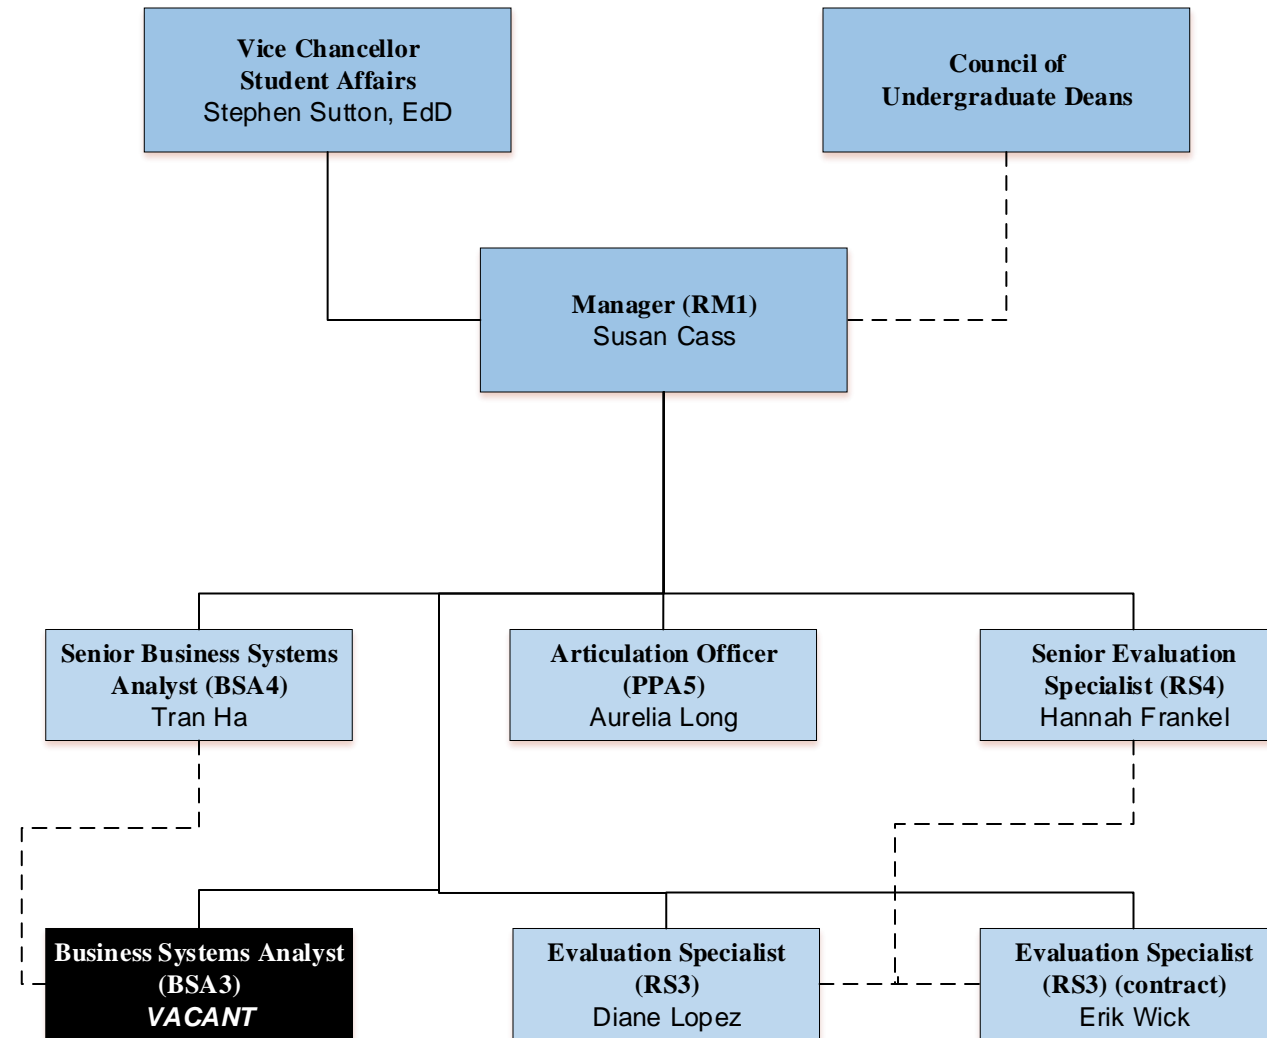 Vice Chancellor
Student Affairs
Stephen Sutton, EdD
Council of
Undergraduate Deans
Manager (RM1)
Susan Cass
Senior Business Systems
Analyst (BSA4)
Tran Ha
Articulation Officer
(PPA5)
Aurelia Long
Senior Evaluation
Specialist (RS4)
Hannah Frankel
Business Systems Analyst
(BSA3)
VACANT
Evaluation Specialist
(RS3)
Diane Lopez
Evaluation Specialist
(RS3) (contract)
Erik Wick